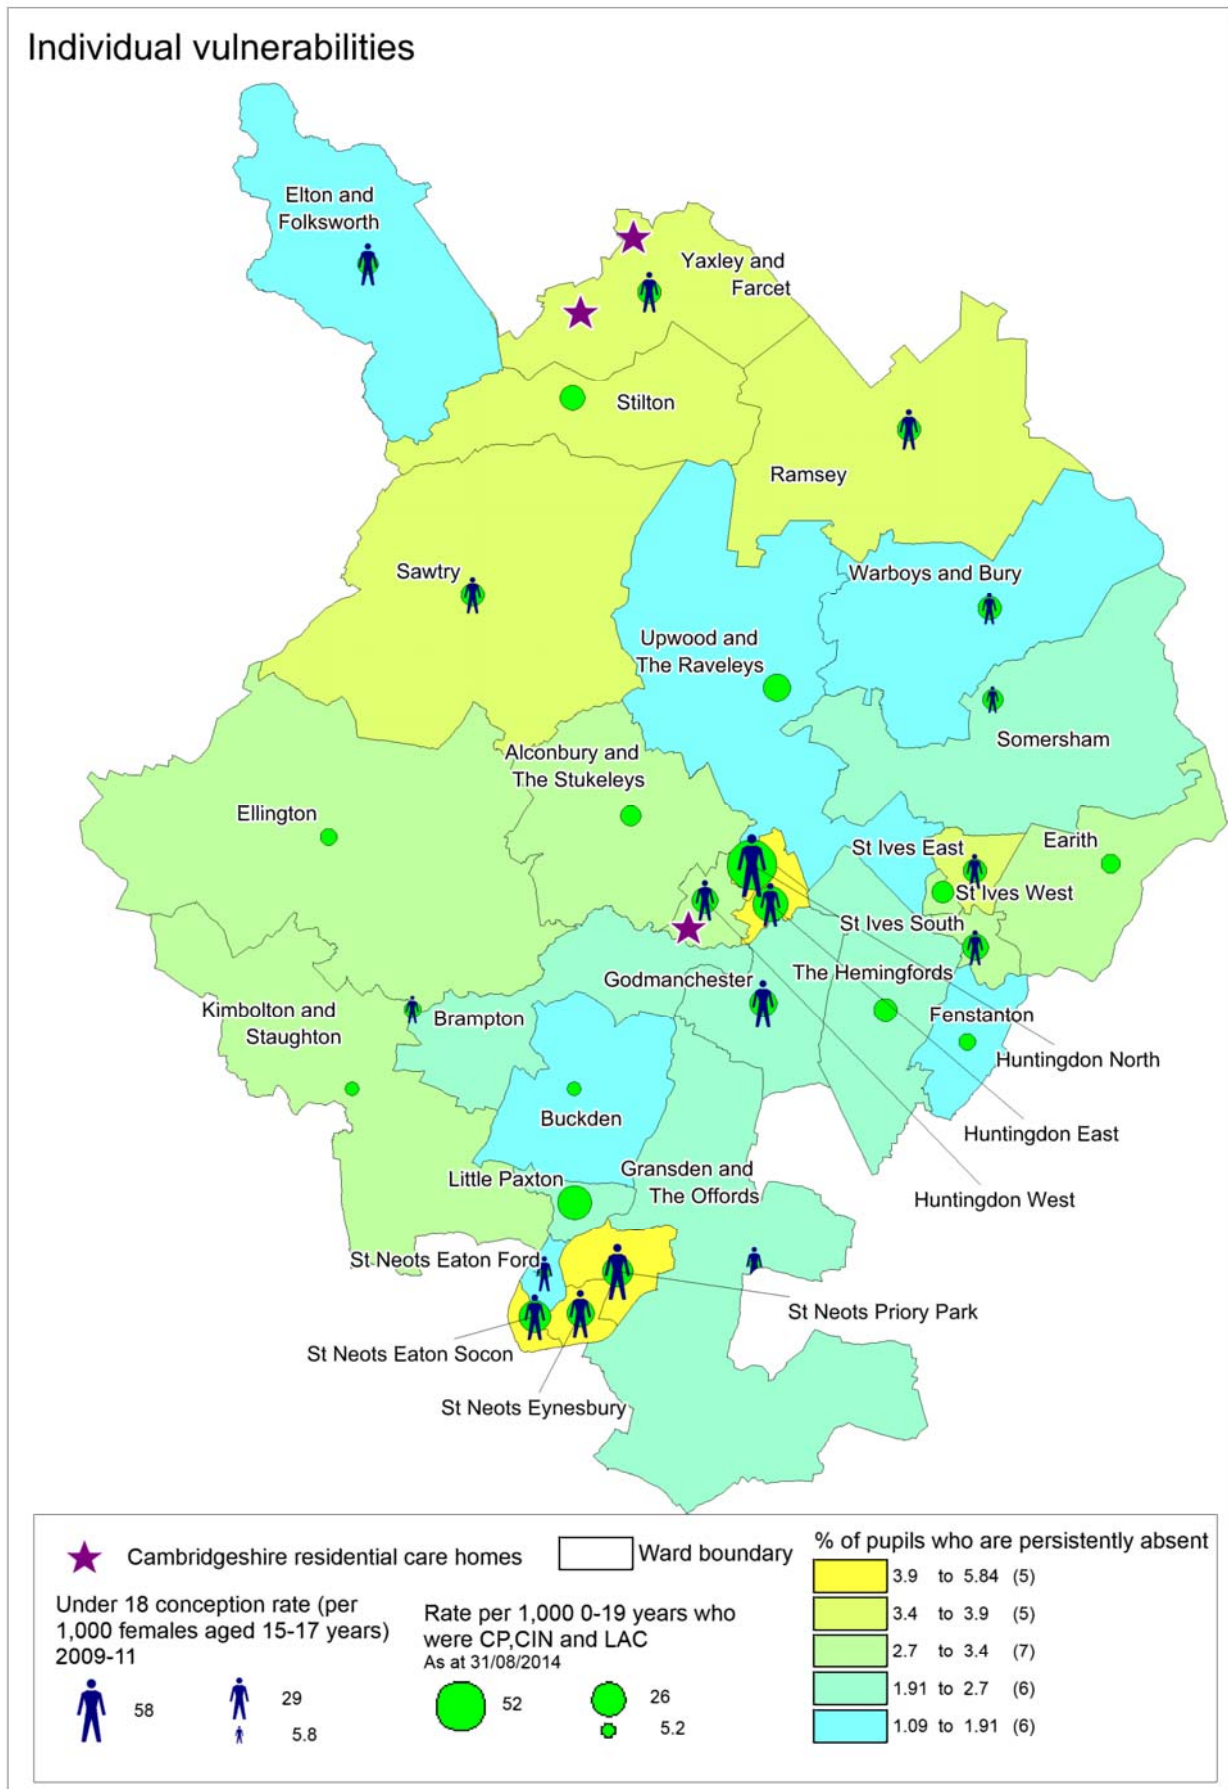 Individual vulnerabilities
Elton and
Folksworth
Yaxley and
Farcet
Stilton
Ramsey
Sawtry
Warboys and Bury
Upwood and
The Raveleys
Somersham
Alconbury and
The Stukeleys
Ellington
St Ives East
Earith
St Ives West
St Ives South
The Hemingfords
Godmanchester
Kimbolton and
Staughton
Brampton
Fenstanton
Huntingdon North
Buckden
Huntingdon East
Little Paxton
Gransden and
The Offords
Huntingdon West
St Neots Eaton Ford
St Neots Priory Park
St Neots Eaton Socon
St Neots Eynesbury
Cambridgeshire residential care homes
Ward boundary
Under 18 conception rate (per
1,000 females aged 15-17 years)
2009-11
58
29
5.8
Rate per 1,000 0-19 years who
were CP,CIN and LAC
As at 31/08/2014
52
26
5.2
% of pupils who are persistently absent
3.9 to 5.84 (5)
3.4 to 3.9 (5)
2.7 to 3.4 (7)
1.91 to 2.7 (6)
1.09 to 1.91 (6)